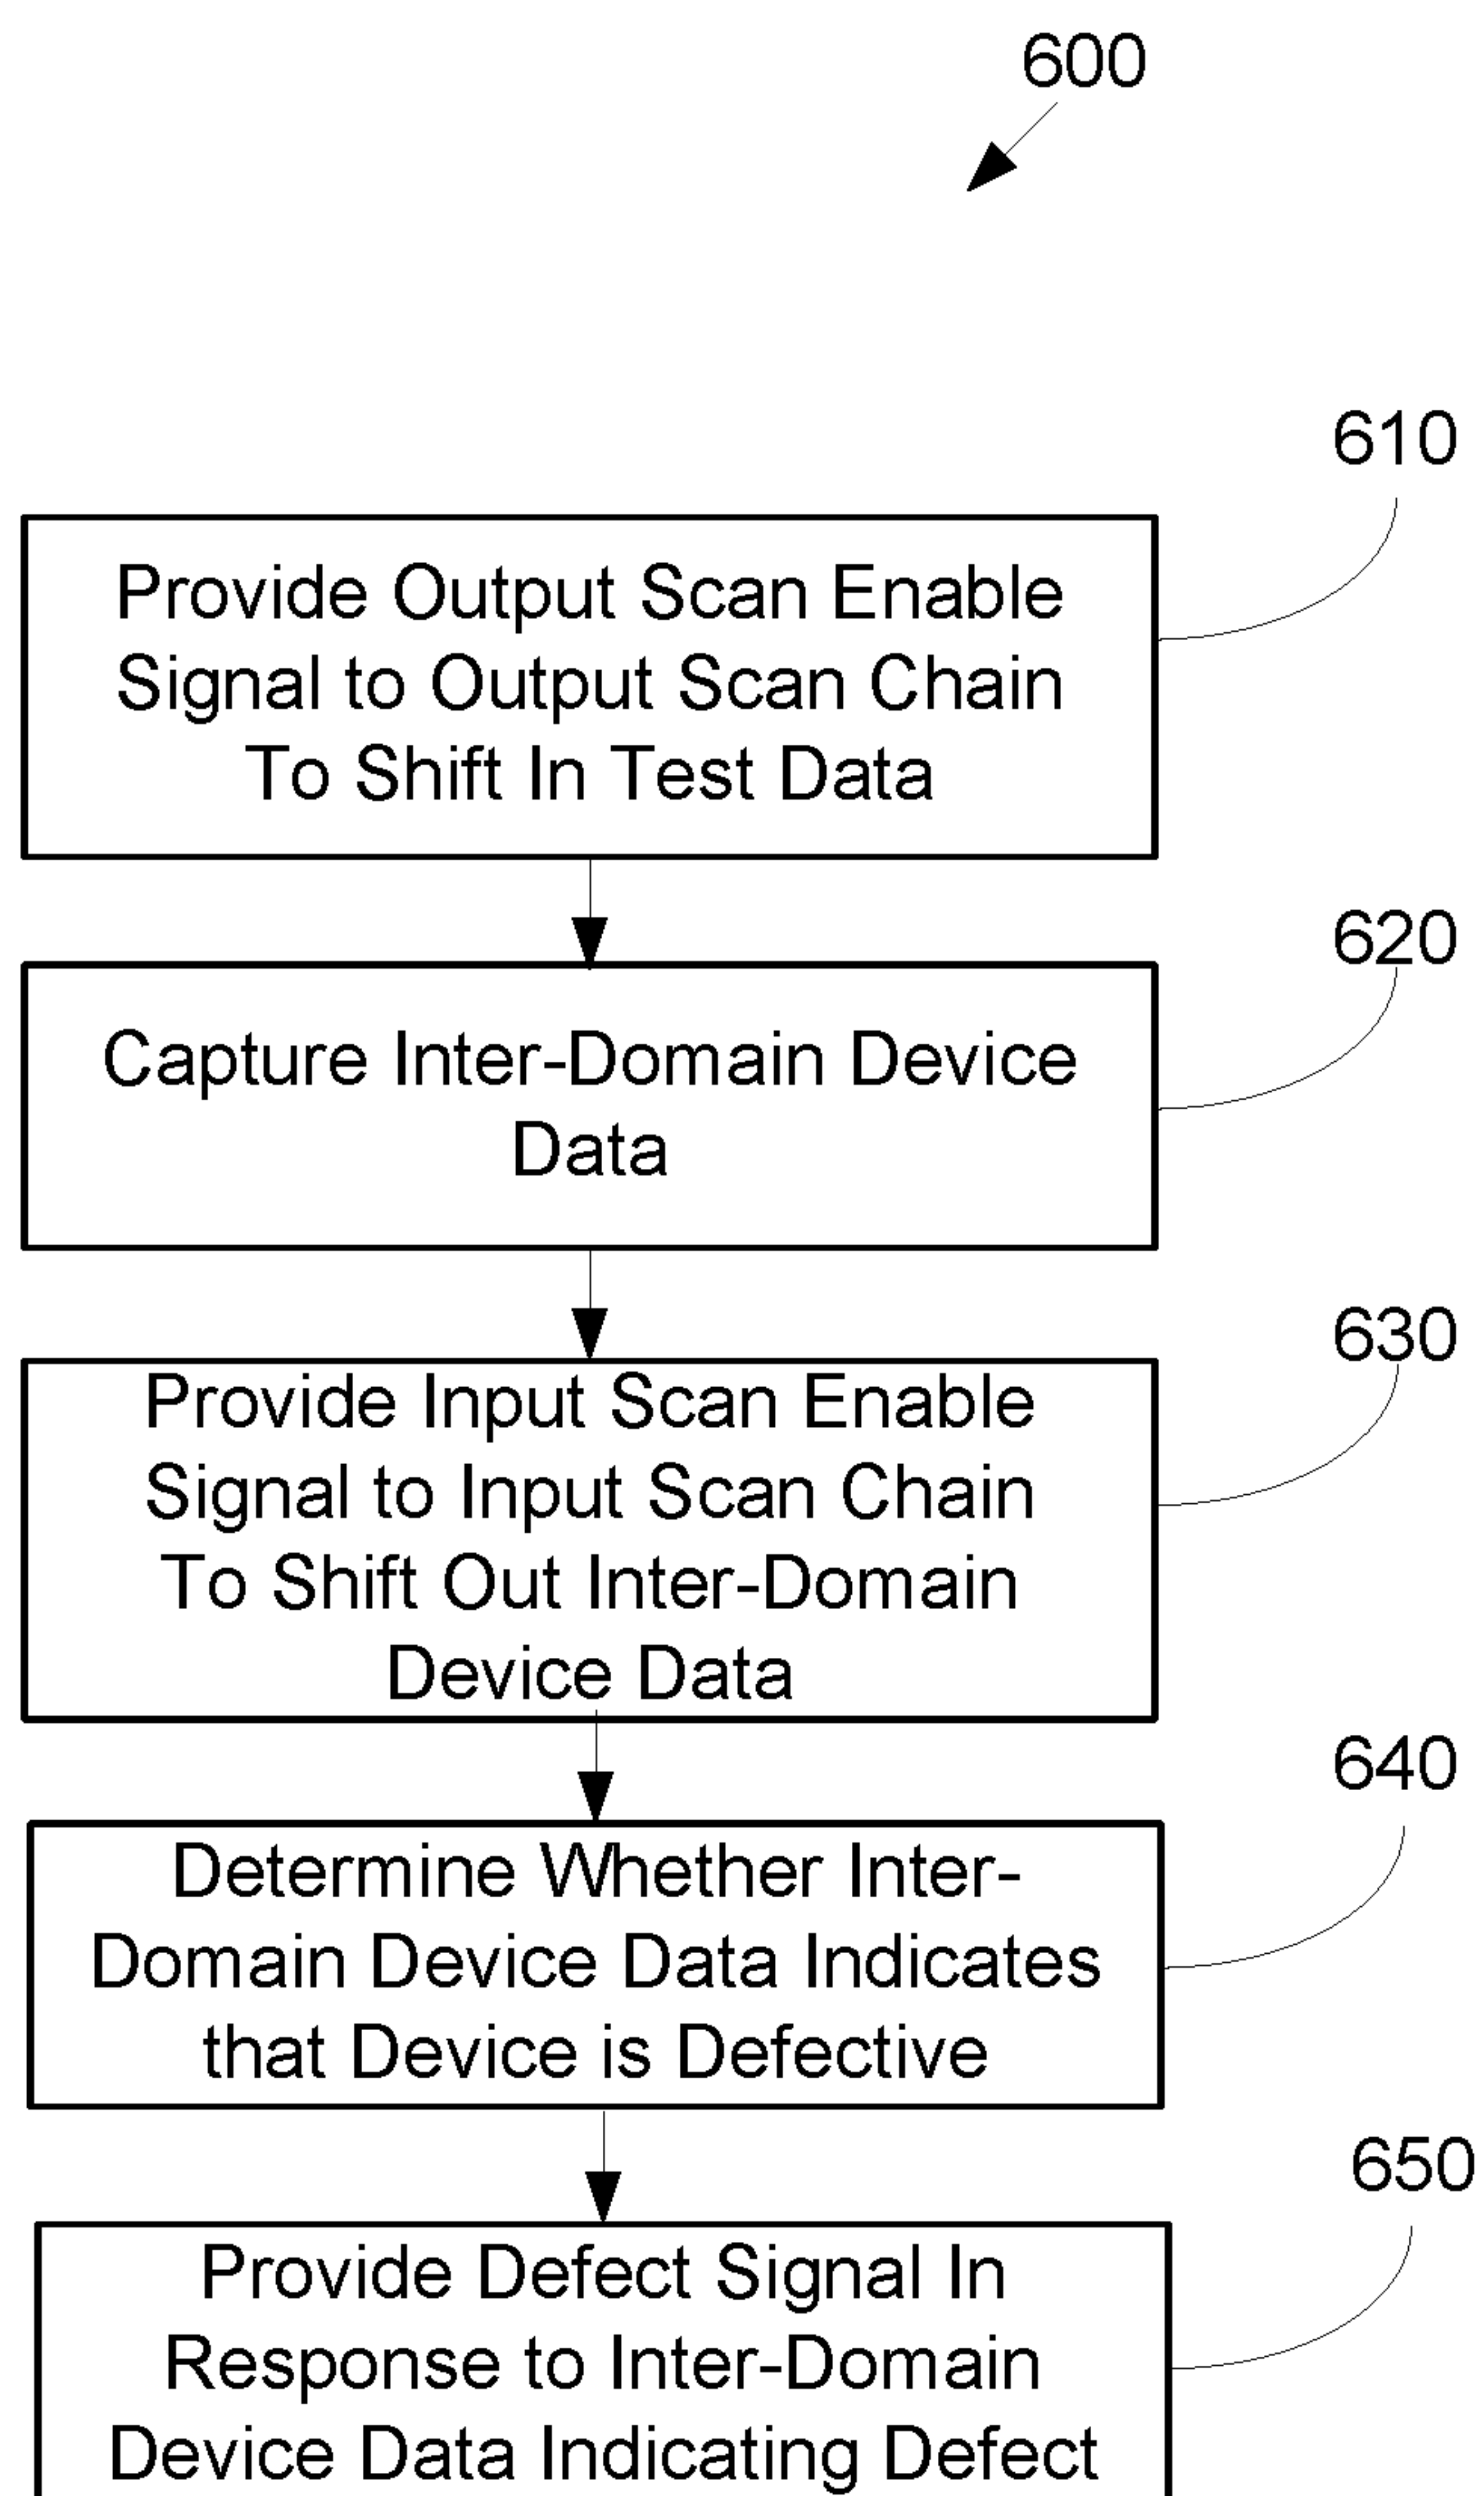 600
610
Provide Output Scan Enable
Signal to Output Scan Chain
To Shift In Test Data
620
Capture Inter-Domain Device
Data
630
Provide Input Scan Enable
Signal to Input Scan Chain
To Shift Out Inter-Domain
Device Data
640
Determine Whether Inter-
Domain Device Data Indicates
that Device is Defective
650
Provide Defect Signal In
Response to Inter-Domain
Device Data Indicating Defect